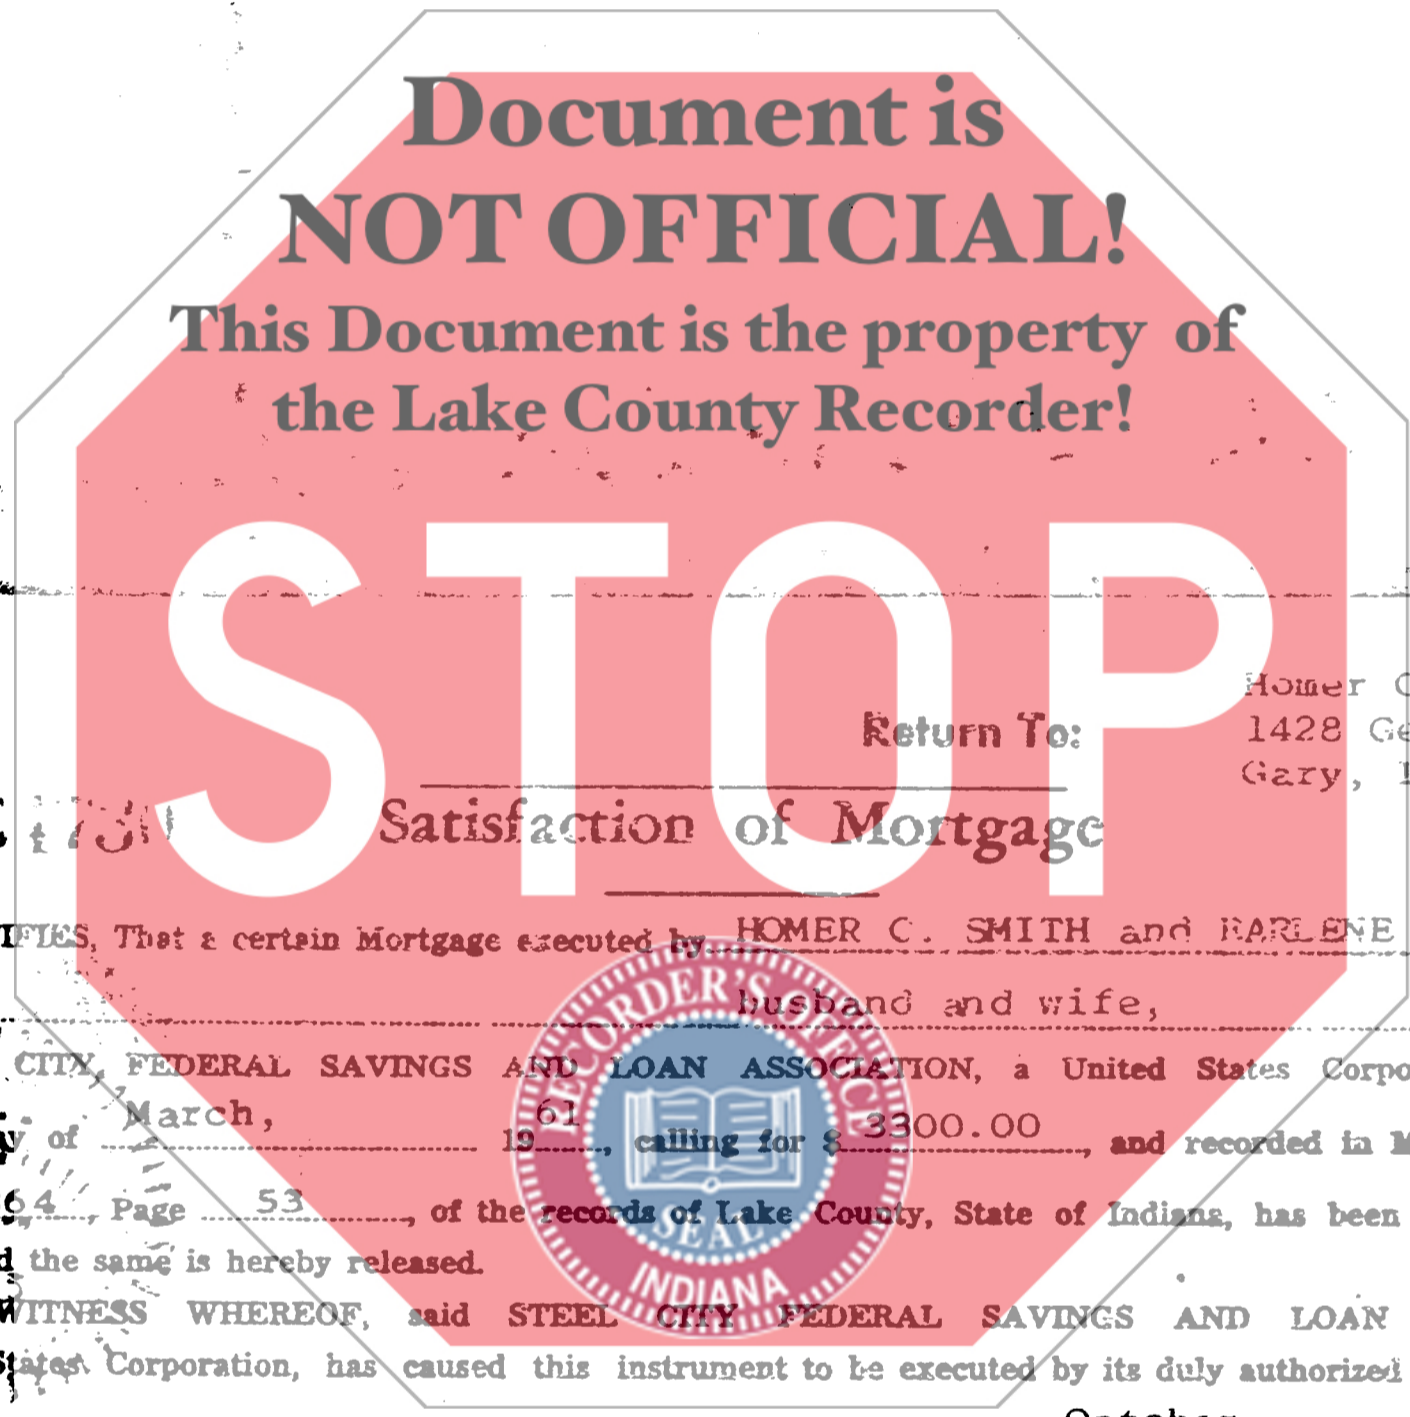 Document is
NOT OFFICIAL!
This Document is the property of
the Lake County Recorder!
STOP
Homer C
Return To: 1428 Ge
Gary,
Satisfaction of Mortgage
IFIES, That a certain Mortgage executed by HOMER C. SMITH and EARLENE
husband and wife,
CITY, FEDERAL SAVINGS AND LOAN ASSOCIATION, a United States Corpo
y of March, 1961, calling for $ 3300.00, and recorded in M
64, Page 53, of the records of Lake County, State of Indiana, has been
d the same is hereby released.
WITNESS WHEREOF, said STEEL CITY FEDERAL SAVINGS AND LOAN
States Corporation, has caused this instrument to be executed by its duly authorized
RECORDER'S OFFICE
SEAL
INDIANA